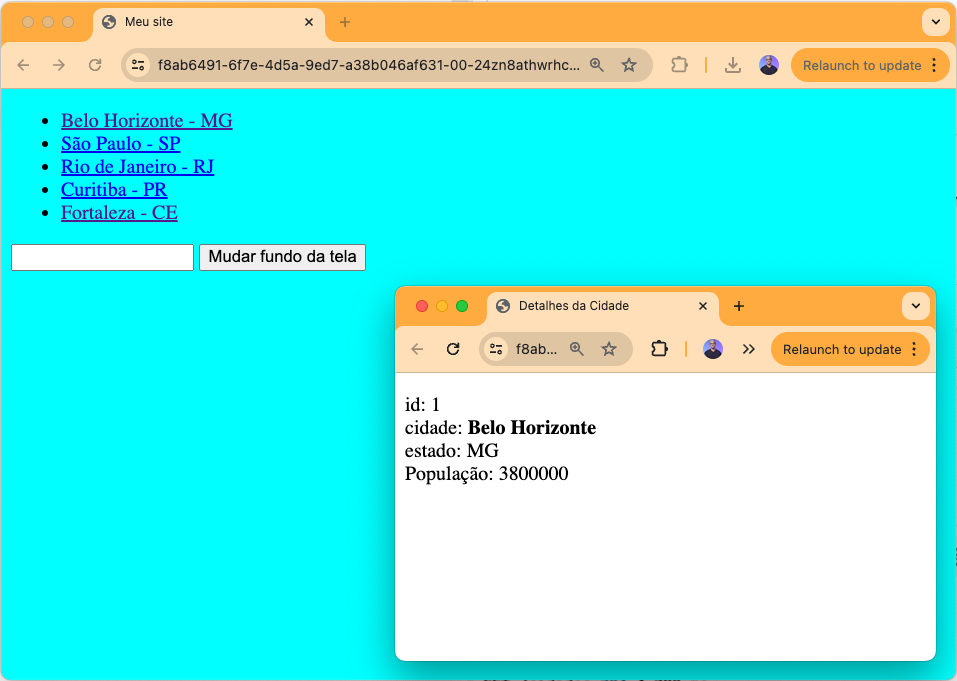 Meu site
f8ab6491-6f7e-4d5a-9ed7-a38b046af631-00-24zn8athwrhc...
Relaunch to update
Belo Horizonte - MG
São Paulo - SP
Rio de Janeiro - RJ
Curitiba - PR
Fortaleza - CE
Mudar fundo da tela
Detalhes da Cidade
f8ab...
Relaunch to update
id: 1
cidade: Belo Horizonte
estado: MG
População: 3800000